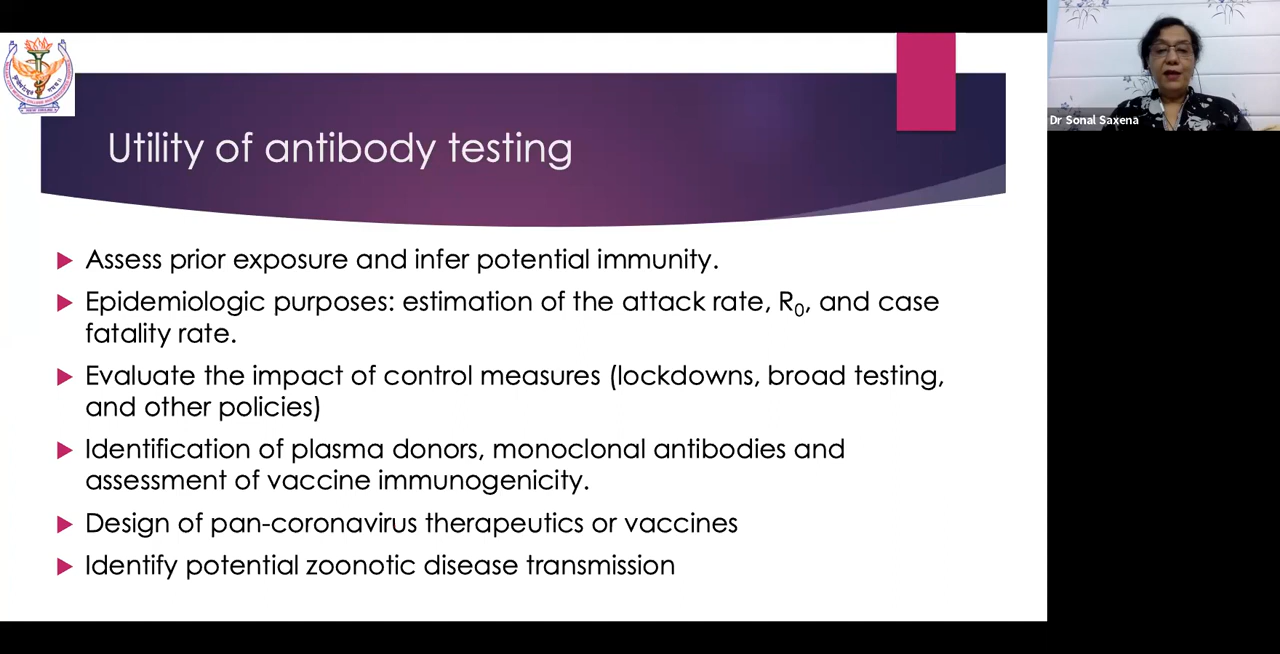 Utility of antibody testing
Dr Sonal Saxena
Assess prior exposure and infer potential immunity.
Epidemiologic purposes: estimation of the attack rate, R0, and case
fatality rate.
Evaluate the impact of control measures (lockdowns, broad testing,
and other policies)
Identification of plasma donors, monoclonal antibodies and
assessment of vaccine immunogenicity.
Design of pan-coronavirus therapeutics or vaccines
Identify potential zoonotic disease transmission